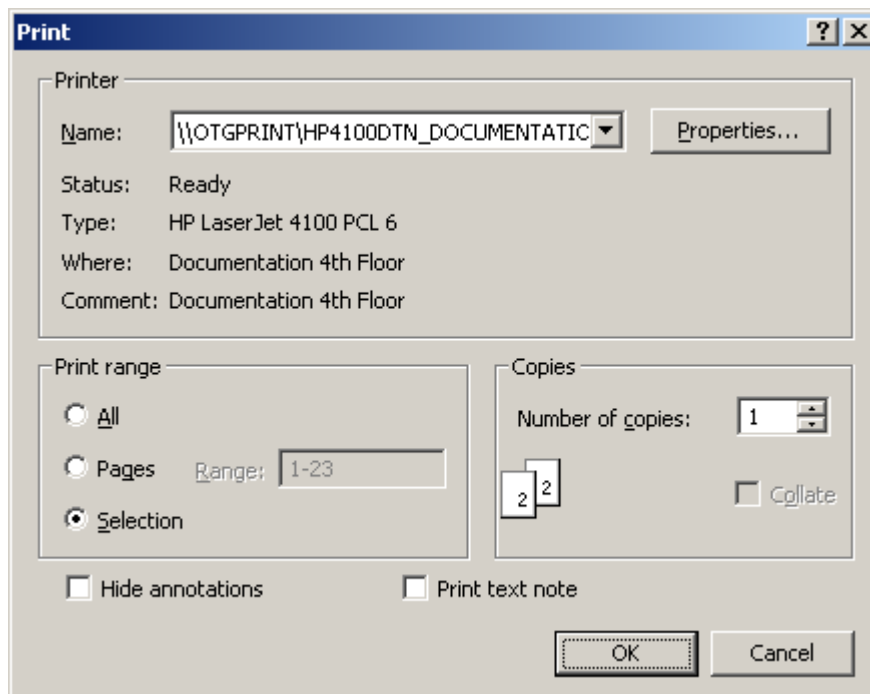 Print
Printer
Name: \\OTGPRINT\HP4100DTN_DOCUMENTATIC Properties...
Status: Ready
Type: HP LaserJet 4100 PCL 6
Where: Documentation 4th Floor
Comment: Documentation 4th Floor
Print range
All
Pages Range: 1-23
Selection
Copies
Number of copies: 1
2 2
Collate
Hide annotations Print text note
OK Cancel